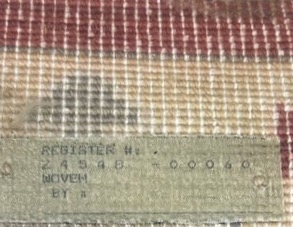 REGISTER #: .
24548 -00060
WOVEN
BY :